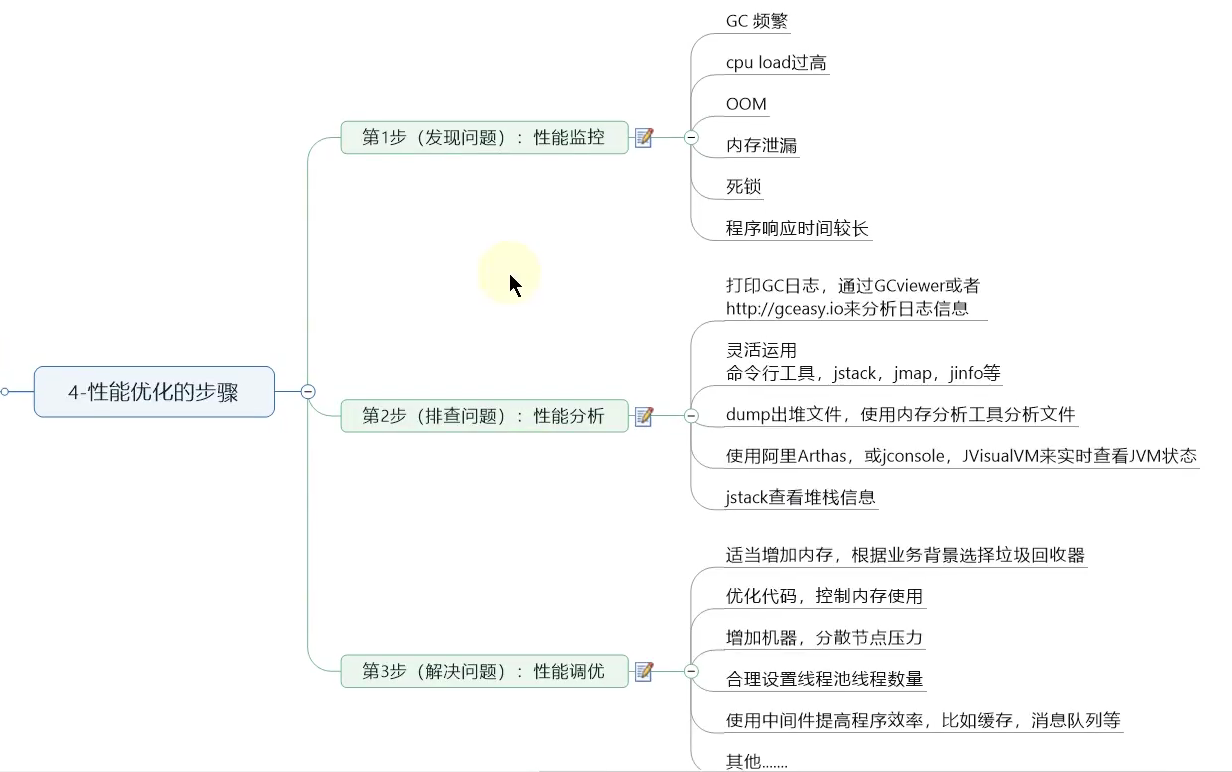 4-性能优化的步骤
第1步（发现问题）：性能监控
GC 频繁
cpu load过高
OOM
内存泄漏
死锁
程序响应时间较长
第2步（排查问题）：性能分析
打印GC日志，通过GCviewer或者
http://gceasy.io来分析日志信息
灵活运用
命令行工具，jstack，jmap，jinfo等
dump出堆文件，使用内存分析工具分析文件
使用阿里Arthas，或jconsole，JVisualVM来实时查看JVM状态
jstack查看堆栈信息
第3步（解决问题）：性能调优
适当增加内存，根据业务背景选择垃圾回收器
优化代码，控制内存使用
增加机器，分散节点压力
合理设置线程池线程数量
使用中间件提高程序效率，比如缓存，消息队列等
其他.......